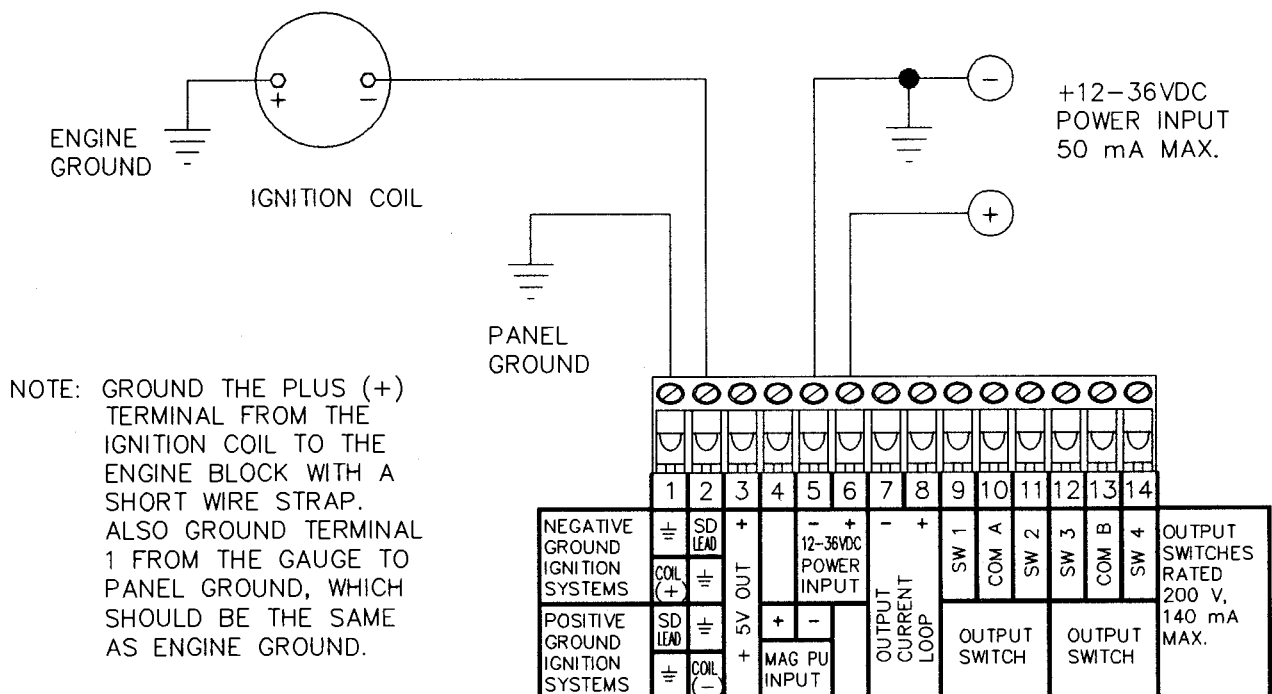 +
−
ENGINE
GROUND
IGNITION COIL
−
+
+12−36VDC
POWER INPUT
50 mA MAX.
PANEL
GROUND
NOTE: GROUND THE PLUS (+)
TERMINAL FROM THE
IGNITION COIL TO THE
ENGINE BLOCK WITH A
SHORT WIRE STRAP.
ALSO GROUND TERMINAL
1 FROM THE GAUGE TO
PANEL GROUND, WHICH
SHOULD BE THE SAME
AS ENGINE GROUND.
1 2 3 4 5 6 7 8 9 10 11 12 13 14
NEGATIVE
GROUND
IGNITION
SYSTEMS
SD
LEAD
COIL
(+)
POSITIVE
GROUND
IGNITION
SYSTEMS
SD
LEAD
COIL
(−)
+ 5V OUT +
− +
12−36VDC
POWER
INPUT
+ −
MAG PU
INPUT
− +
OUTPUT
CURRENT
LOOP
SW 1
COM A
SW 2
SW 3
COM B
SW 4
OUTPUT
SWITCH
OUTPUT
SWITCH
OUTPUT
SWITCHES
RATED
200 V,
140 mA
MAX.